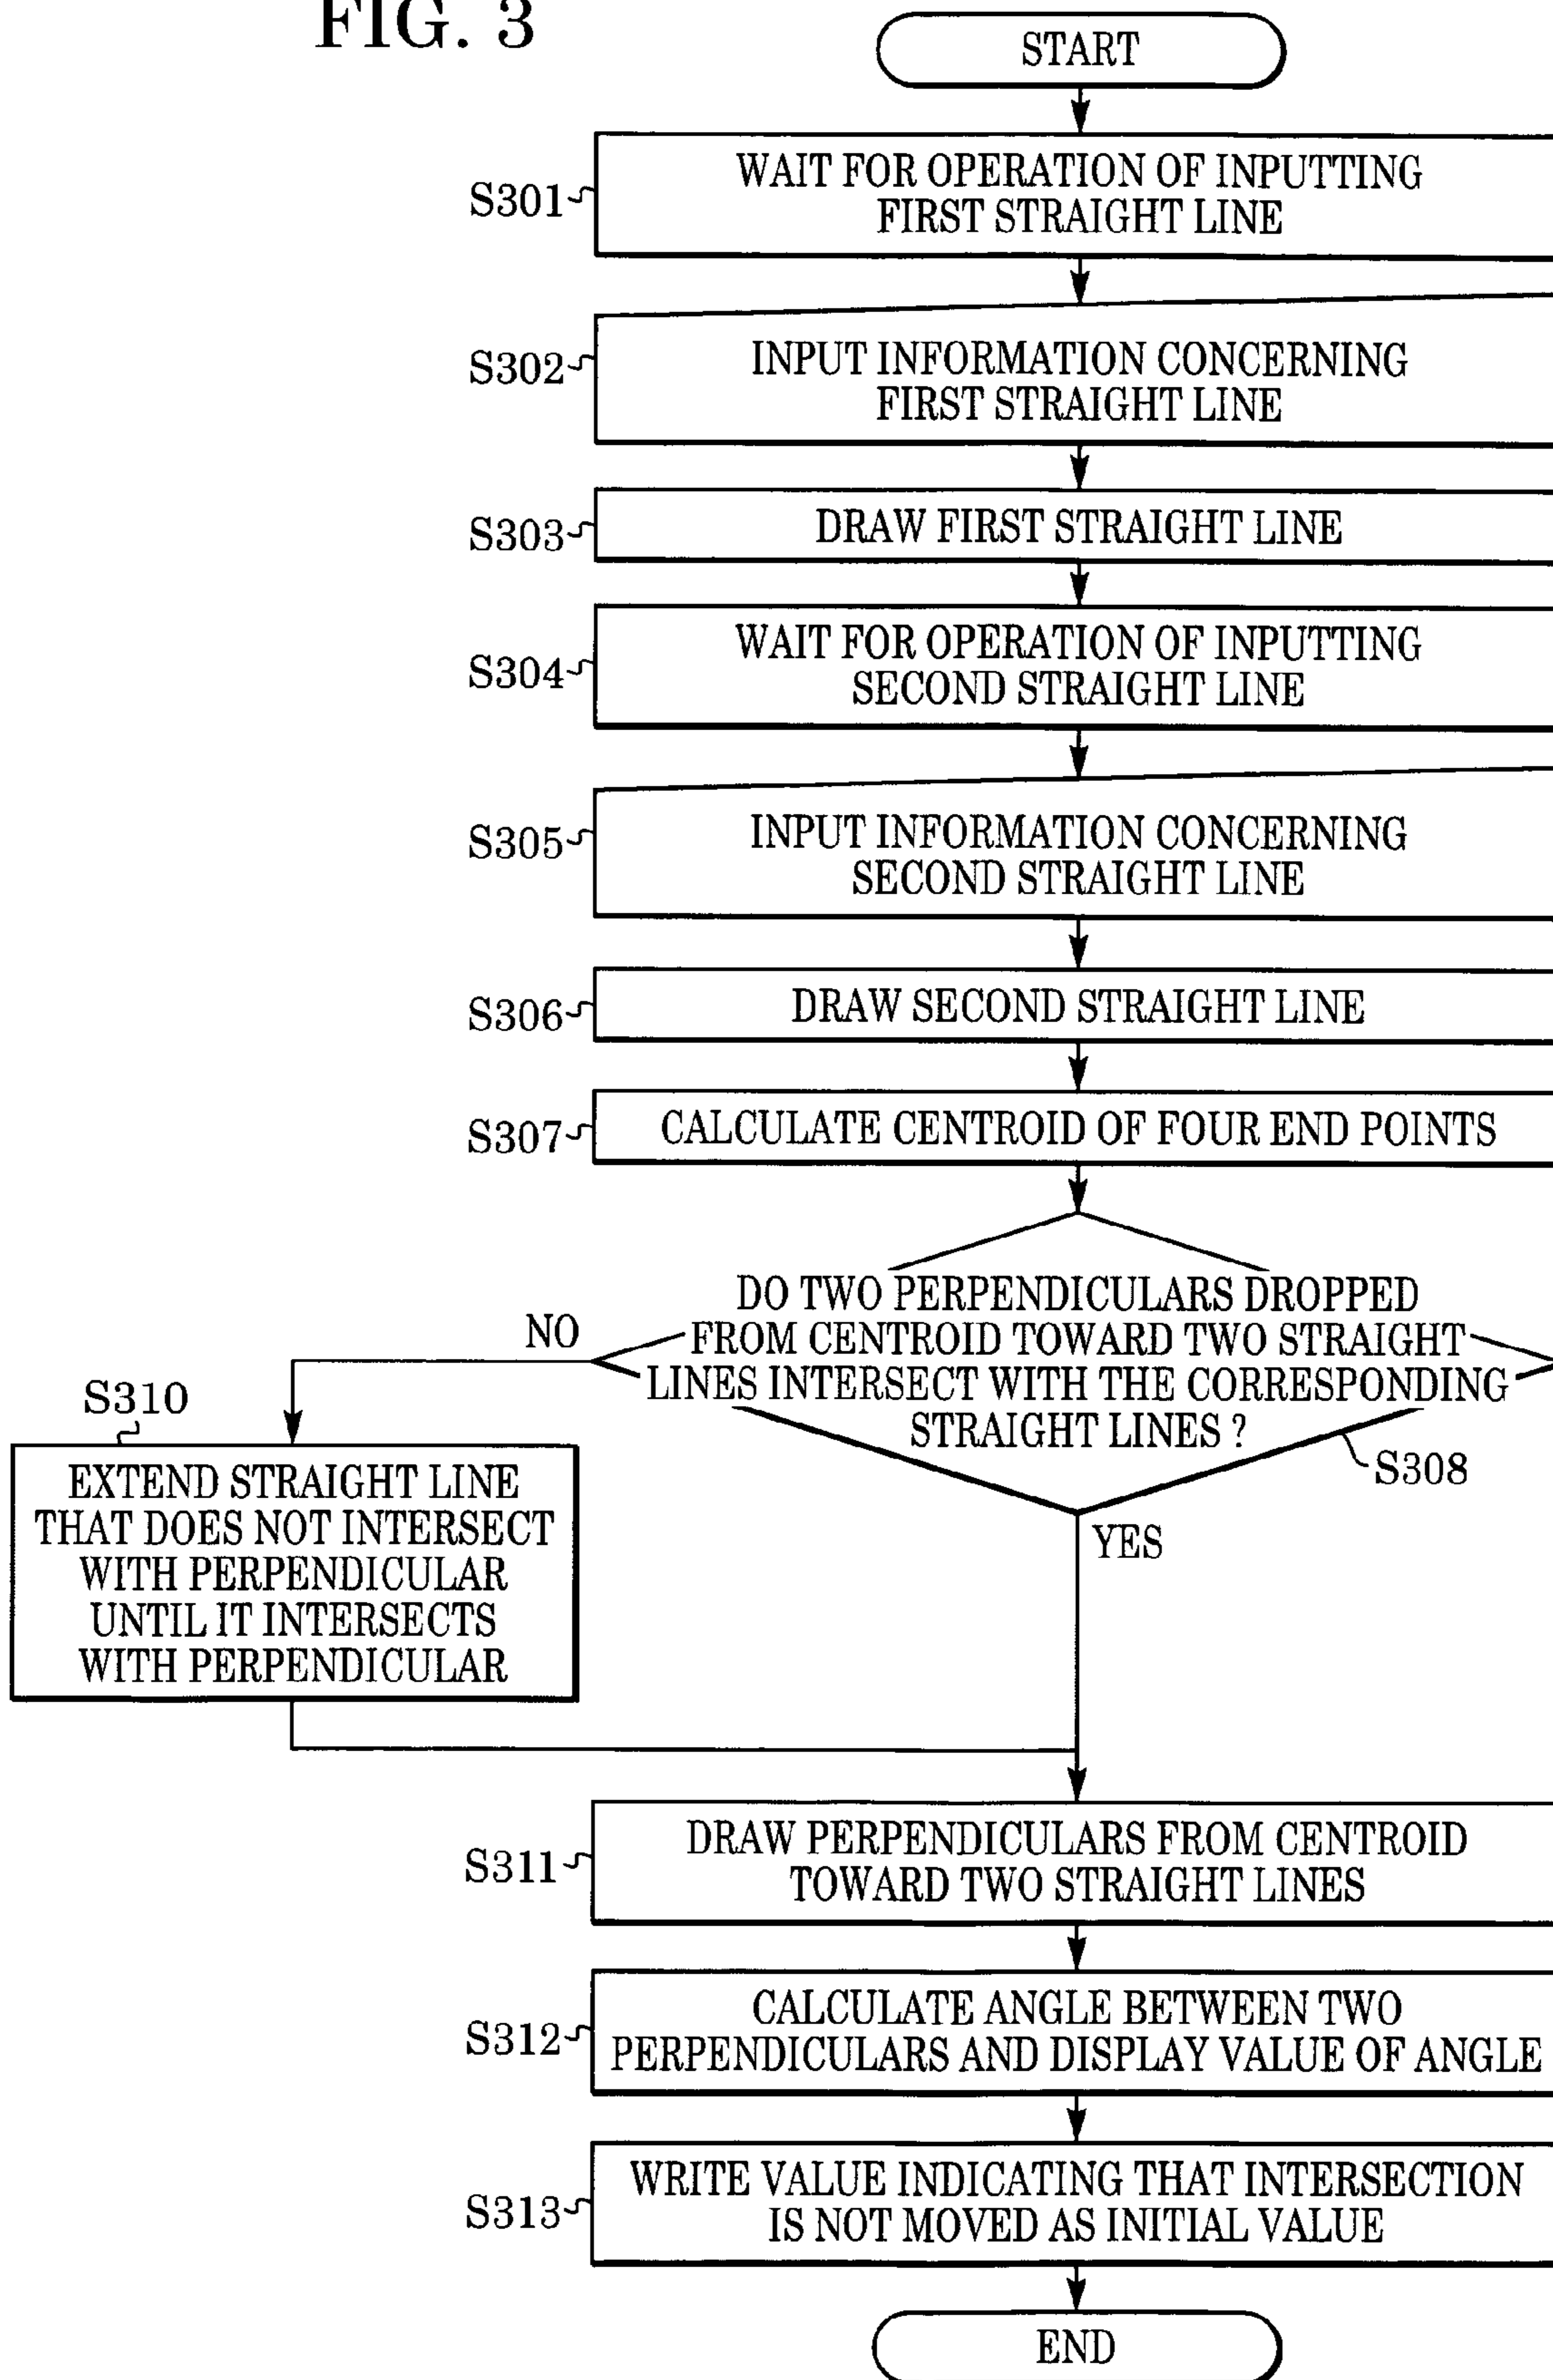 FIG. 3
START
S301
WAIT FOR OPERATION OF INPUTTING
FIRST STRAIGHT LINE
S302
INPUT INFORMATION CONCERNING
FIRST STRAIGHT LINE
S303
DRAW FIRST STRAIGHT LINE
S304
WAIT FOR OPERATION OF INPUTTING
SECOND STRAIGHT LINE
S305
INPUT INFORMATION CONCERNING
SECOND STRAIGHT LINE
S306
DRAW SECOND STRAIGHT LINE
S307
CALCULATE CENTROID OF FOUR END POINTS
DO TWO PERPENDICULARS DROPPED
FROM CENTROID TOWARD TWO STRAIGHT
LINES INTERSECT WITH THE CORRESPONDING
STRAIGHT LINES ?
S308
NO
YES
S310
EXTEND STRAIGHT LINE
THAT DOES NOT INTERSECT
WITH PERPENDICULAR
UNTIL IT INTERSECTS
WITH PERPENDICULAR
S311
DRAW PERPENDICULARS FROM CENTROID
TOWARD TWO STRAIGHT LINES
S312
CALCULATE ANGLE BETWEEN TWO
PERPENDICULARS AND DISPLAY VALUE OF ANGLE
S313
WRITE VALUE INDICATING THAT INTERSECTION
IS NOT MOVED AS INITIAL VALUE
END